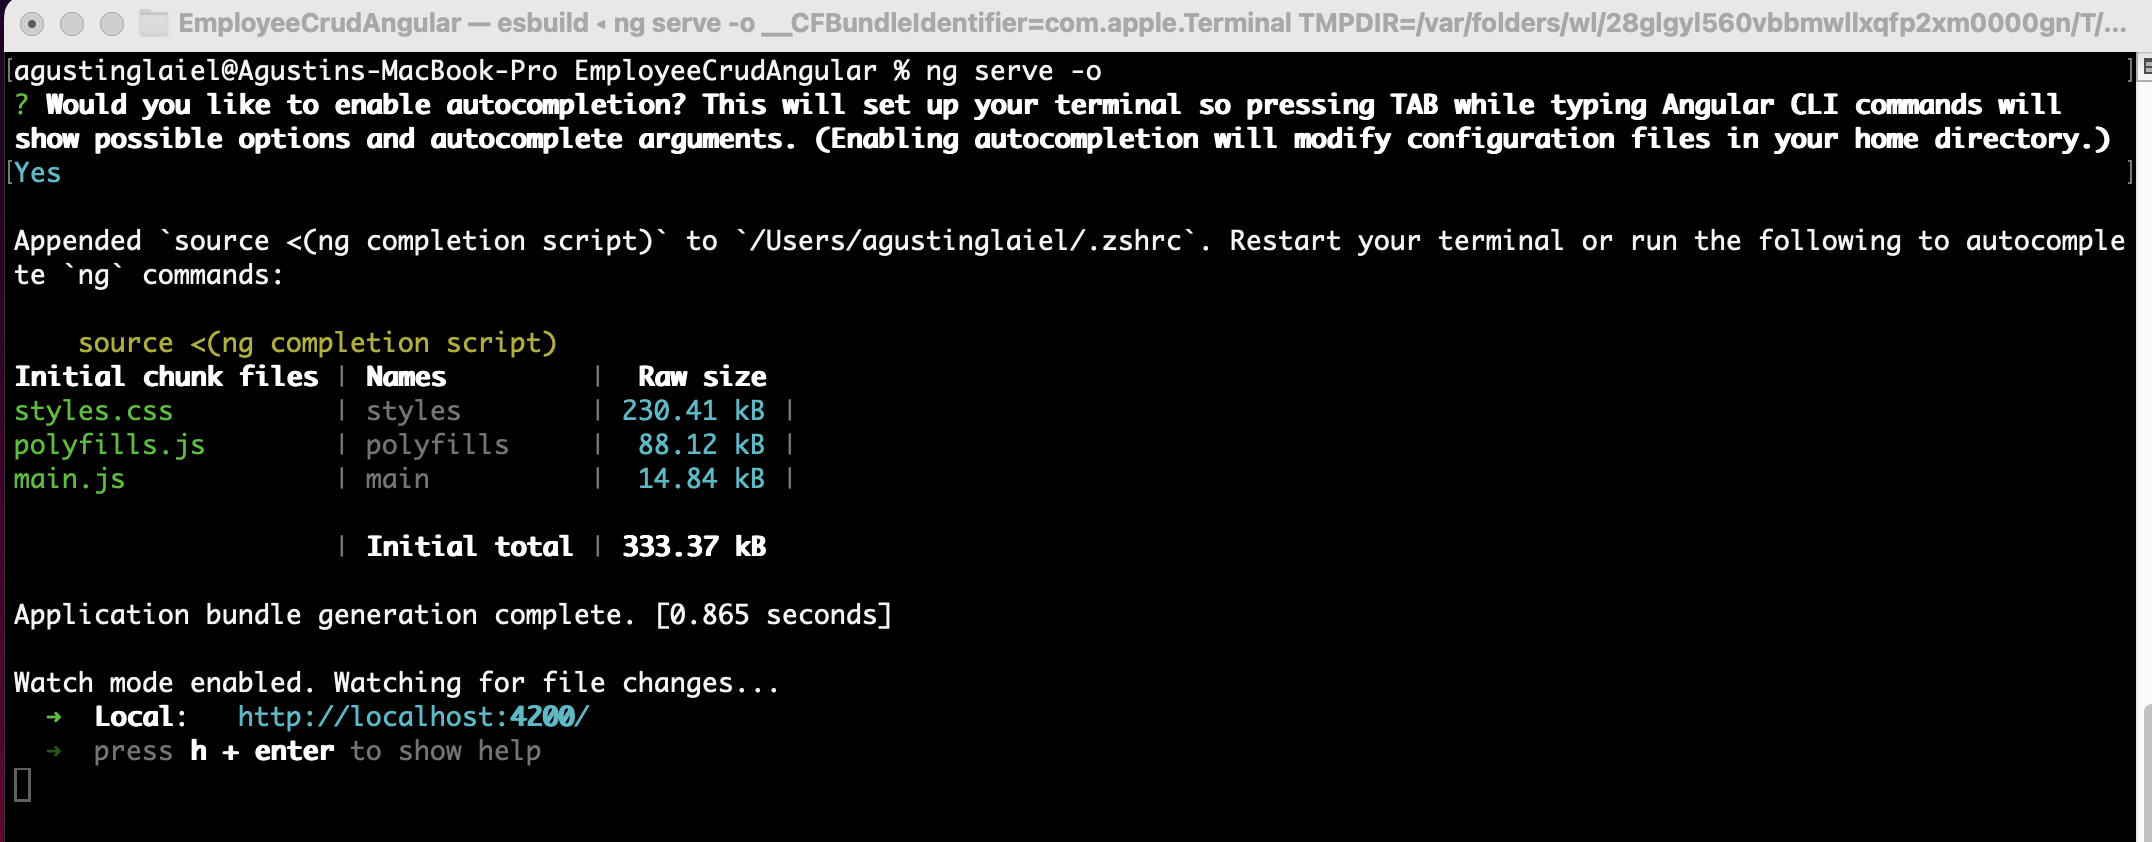 EmployeeCrudAngular — esbuild ◂ ng serve -o __CFBundleIdentifier=com.apple.Terminal TMPDIR=/var/folders/wl/28glgyl560vbbmwllxqfp2xm0000gn/T/...
[agustinglaiel@Agustins-MacBook-Pro EmployeeCrudAngular % ng serve -o ]
? Would you like to enable autocompletion? This will set up your terminal so pressing TAB while typing Angular CLI commands will
show possible options and autocomplete arguments. (Enabling autocompletion will modify configuration files in your home directory.)
[Yes ]
Appended `source <(ng completion script)` to `/Users/agustinglaiel/.zshrc`. Restart your terminal or run the following to autocomple
te `ng` commands:
source <(ng completion script)
Initial chunk files | Names | Raw size
styles.css | styles | 230.41 kB |
polyfills.js | polyfills | 88.12 kB |
main.js | main | 14.84 kB |
| Initial total | 333.37 kB
Application bundle generation complete. [0.865 seconds]
Watch mode enabled. Watching for file changes...
➜ Local: http://localhost:4200/
➜ press h + enter to show help